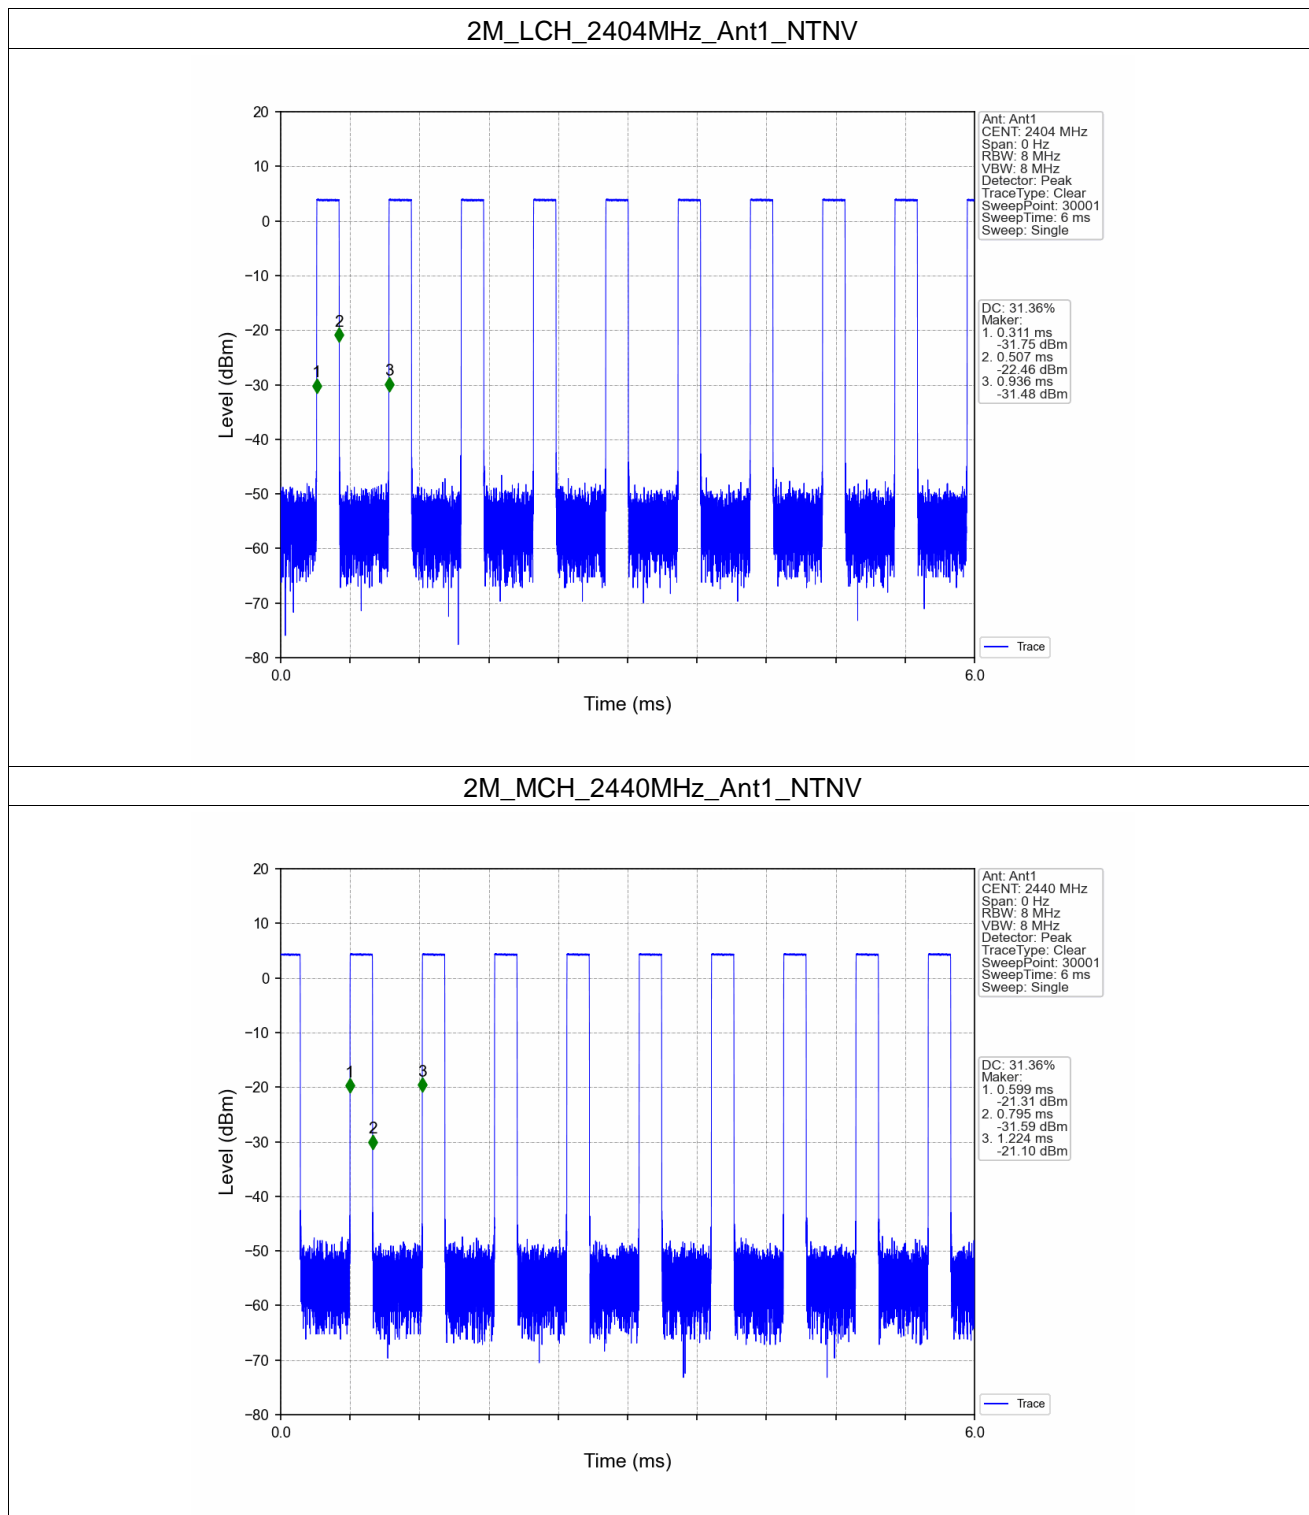 2M_LCH_2404MHz_Ant1_NTNV
20
10
0
−10
−20
−30
−40
−50
−60
−70
−80
Level (dBm)
1
2
3
0.0
6.0
Time (ms)
Ant: Ant1
CENT: 2404 MHz
Span: 0 Hz
RBW: 8 MHz
VBW: 8 MHz
Detector: Peak
TraceType: Clear
SweepPoint: 30001
SweepTime: 6 ms
Sweep: Single
DC: 31.36%
Maker:
1. 0.311 ms
-31.75 dBm
2. 0.507 ms
-22.46 dBm
3. 0.936 ms
-31.48 dBm
Trace
2M_MCH_2440MHz_Ant1_NTNV
20
10
0
−10
−20
−30
−40
−50
−60
−70
−80
Level (dBm)
1
2
3
0.0
6.0
Time (ms)
Ant: Ant1
CENT: 2440 MHz
Span: 0 Hz
RBW: 8 MHz
VBW: 8 MHz
Detector: Peak
TraceType: Clear
SweepPoint: 30001
SweepTime: 6 ms
Sweep: Single
DC: 31.36%
Maker:
1. 0.599 ms
-21.31 dBm
2. 0.795 ms
-31.59 dBm
3. 1.224 ms
-21.10 dBm
Trace